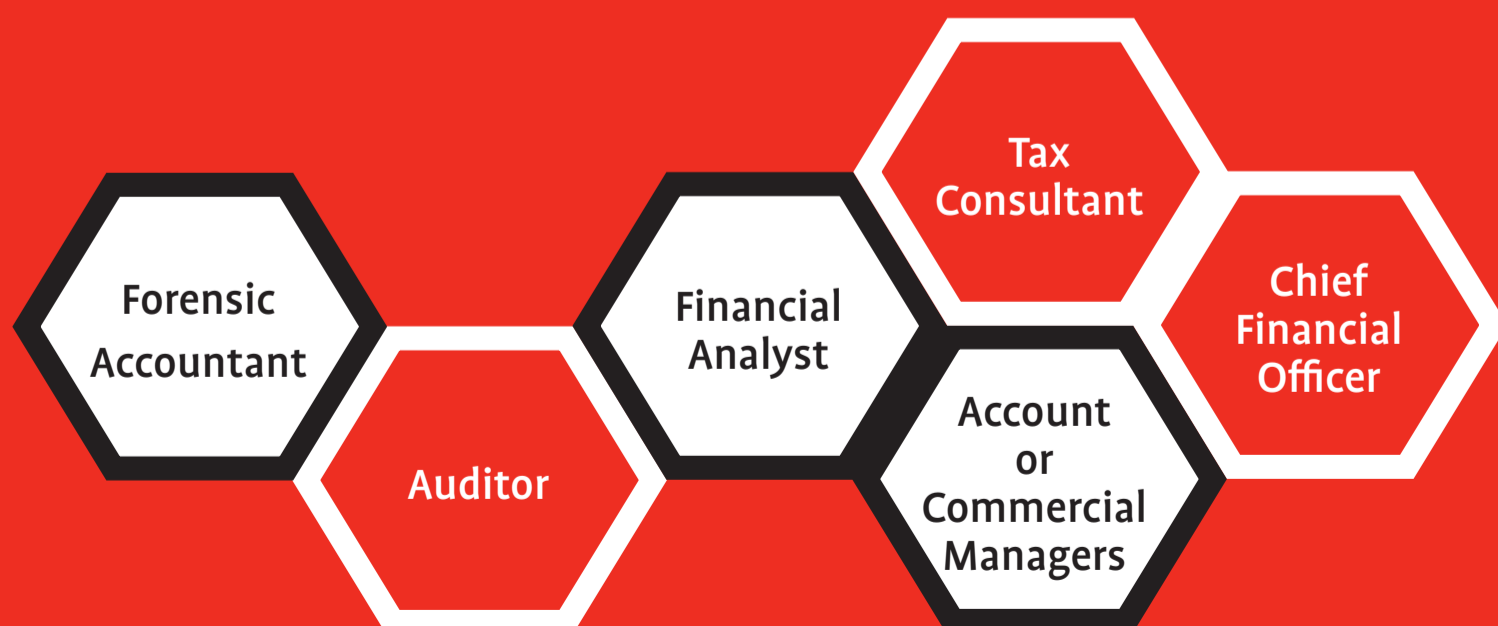 Forensic
Accountant
Auditor
Financial
Analyst
Tax
Consultant
Account
or
Commercial
Managers
Chief
Financial
Officer